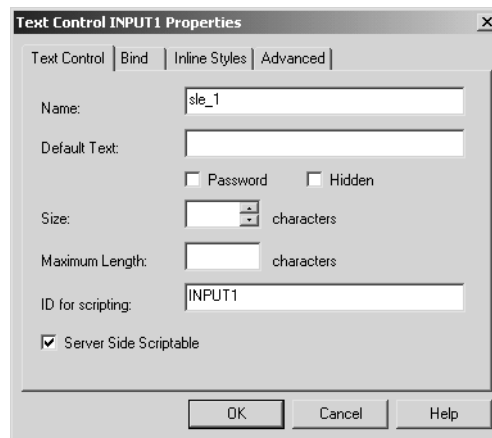 Text Control INPUT1 Properties
Text Control Bind Inline Styles Advanced
Name: sle_1
Default Text:
Password Hidden
Size: characters
Maximum Length: characters
ID for scripting: INPUT1
Server Side Scriptable
OK Cancel Help